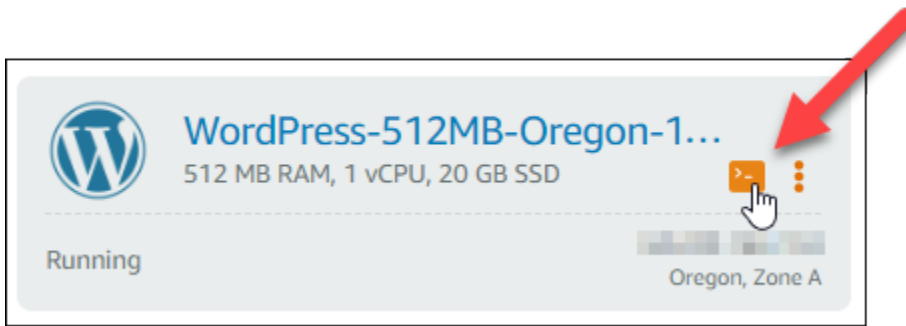 WordPress-512MB-Oregon-1...
512 MB RAM, 1 vCPU, 20 GB SSD
Running
Oregon, Zone A